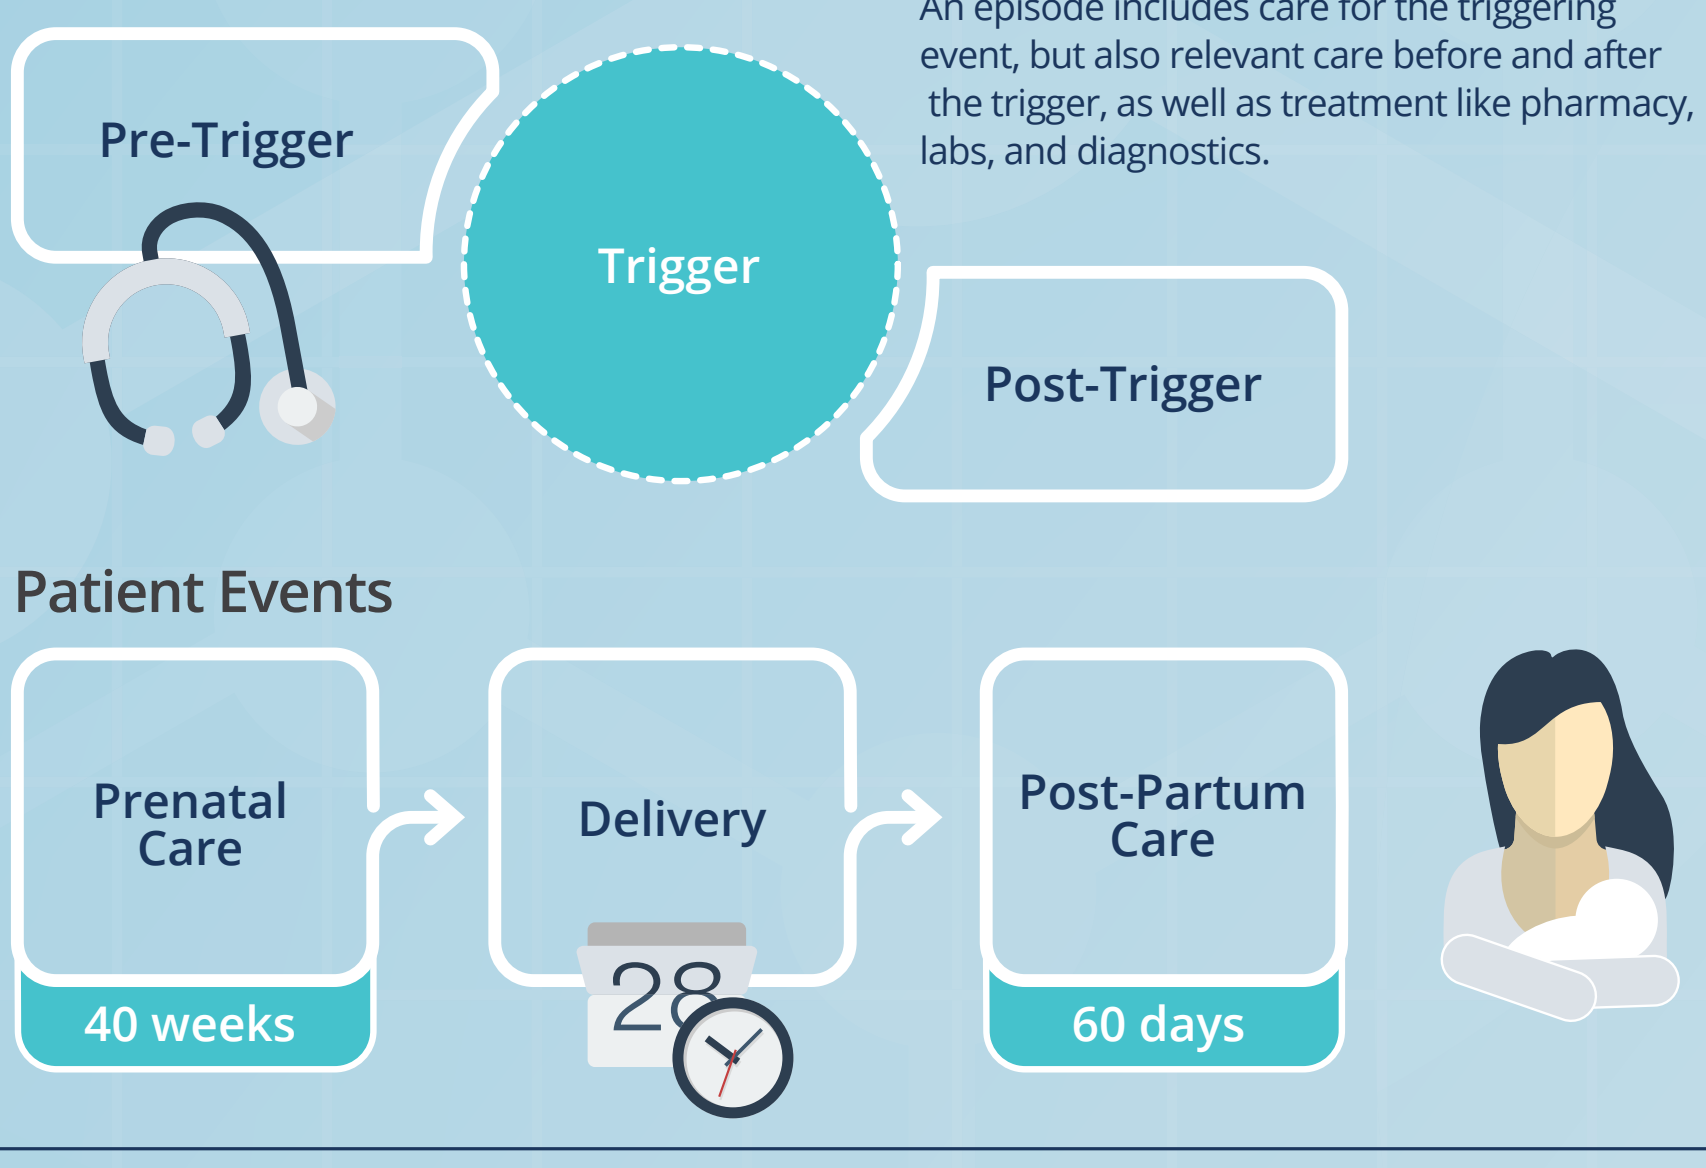 An episode includes care for the triggering
event, but also relevant care before and after
the trigger, as well as treatment like pharmacy,
labs, and diagnostics.
Pre-Trigger
Trigger
Post-Trigger
Patient Events
Prenatal
Care
40 weeks
Delivery
28
Post-Partum
Care
60 days